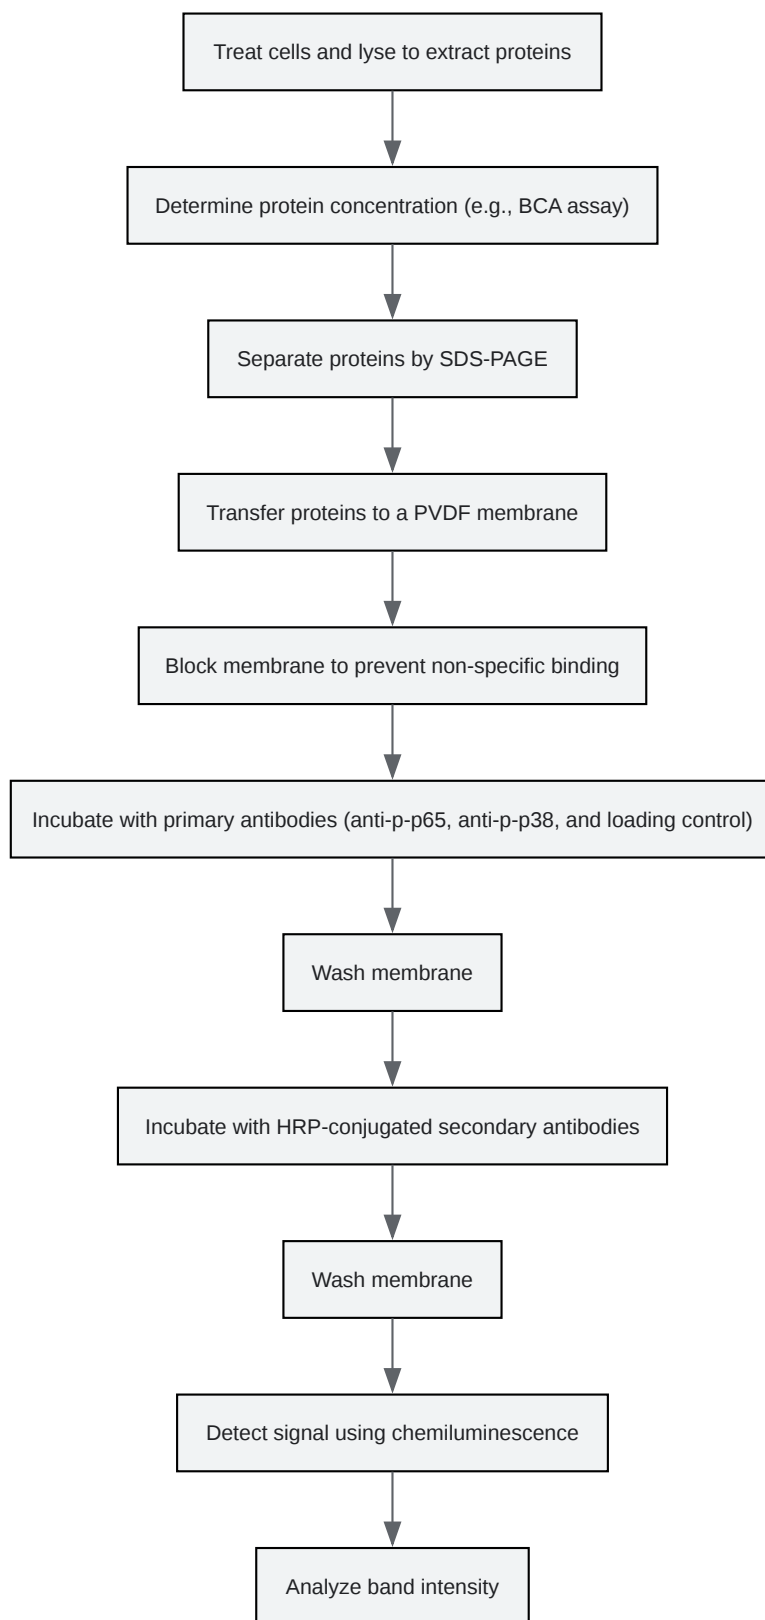 Treat cells and lyse to extract proteins
Determine protein concentration (e.g., BCA assay)
Separate proteins by SDS-PAGE
Transfer proteins to a PVDF membrane
Block membrane to prevent non-specific binding
Incubate with primary antibodies (anti-p-p65, anti-p-p38, and loading control)
Wash membrane
Incubate with HRP-conjugated secondary antibodies
Wash membrane
Detect signal using chemiluminescence
Analyze band intensity